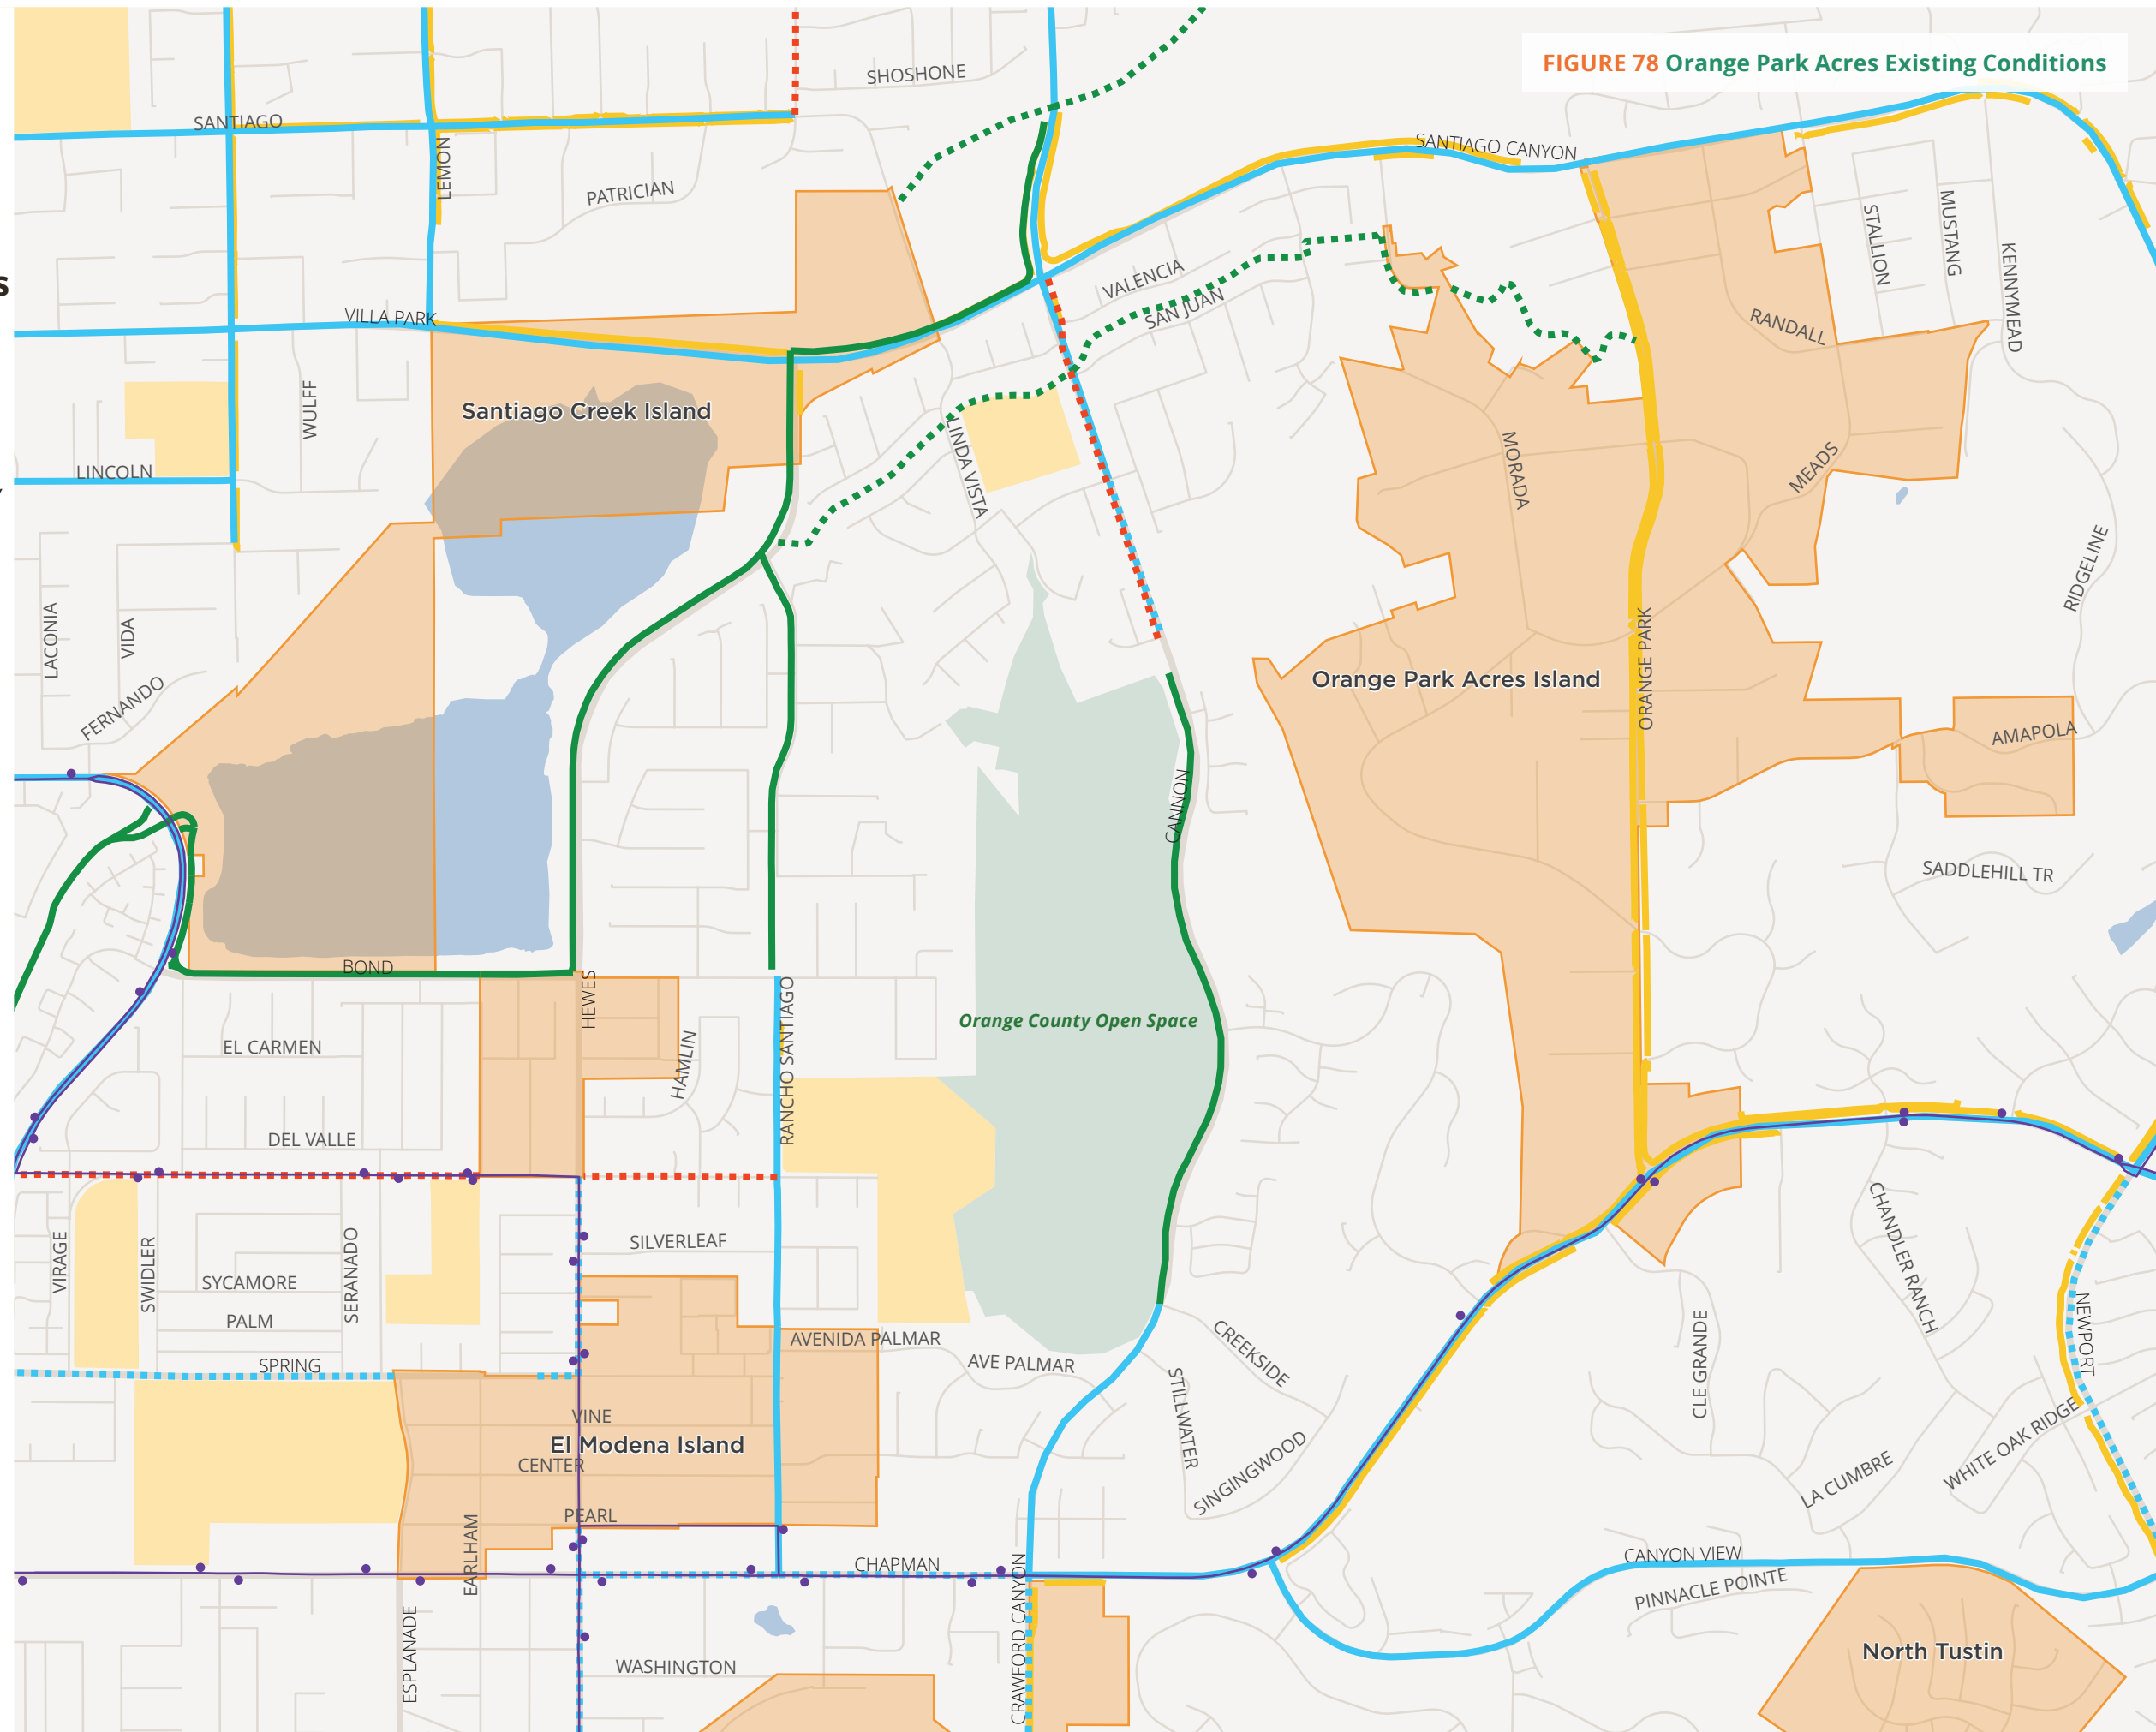 FIGURE 78 Orange Park Acres Existing Conditions
SHOSHONE
SANTIAGO
SANTIAGO CANYON
LEMON
PATRICIAN
STALLION
MUSTANG
KENNYMEAD
s
VALENCIA
SAN JUAN
VILLA PARK
RANDALL
WULFF
Santiago Creek Island
LINDA VISTA
MORADA
MEADS
LINCOLN
RIDGELINE
LACONIA
VIDA
FERNANDO
Orange Park Acres Island
ORANGE PARK
AMAPOLA
CANNON
SADDLEHILL TR
BOND
HEWES
RANCHO SANTIAGO
Orange County Open Space
EL CARMEN
HAMLIN
DEL VALLE
VIRAGE
SWIDLER
SERANADO
SILVERLEAF
SYCAMORE
PALM
CHANDLER RANCH
NEWPORT
AVENIDA PALMAR
AVE PALMAR
CREEKSIDE
CLE GRANDE
SPRING
STILLWATER
VINE
El Modena Island
CENTER
SINGINGWOOD
WHITE OAK RIDGE
LA CUMBRE
PEARL
EARLHAM
CHAPMAN
CRAWFORD CANYON
CANYON VIEW
PINNACLE POINTE
ESPLANADE
WASHINGTON
North Tustin